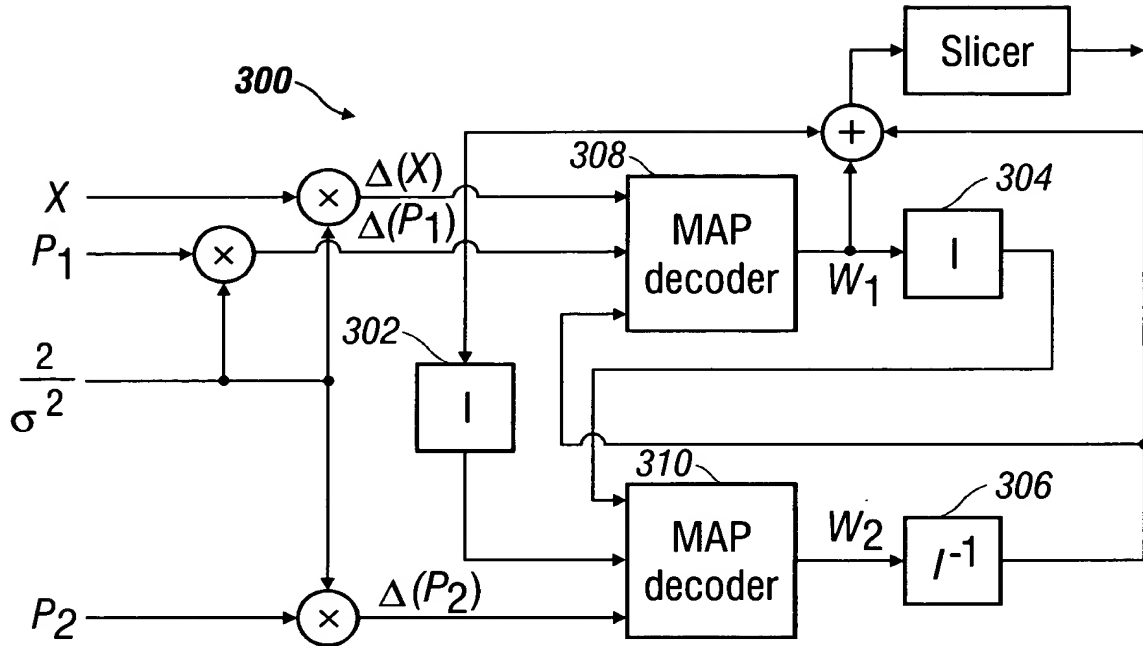 Slicer
300
+
308
304
X
×
Δ(X)
Δ(P1)
P1
×
MAP
decoder
W1
I
302
2
σ 2
I
310
306
MAP
decoder
W2
I-1
P2
×
Δ(P2)